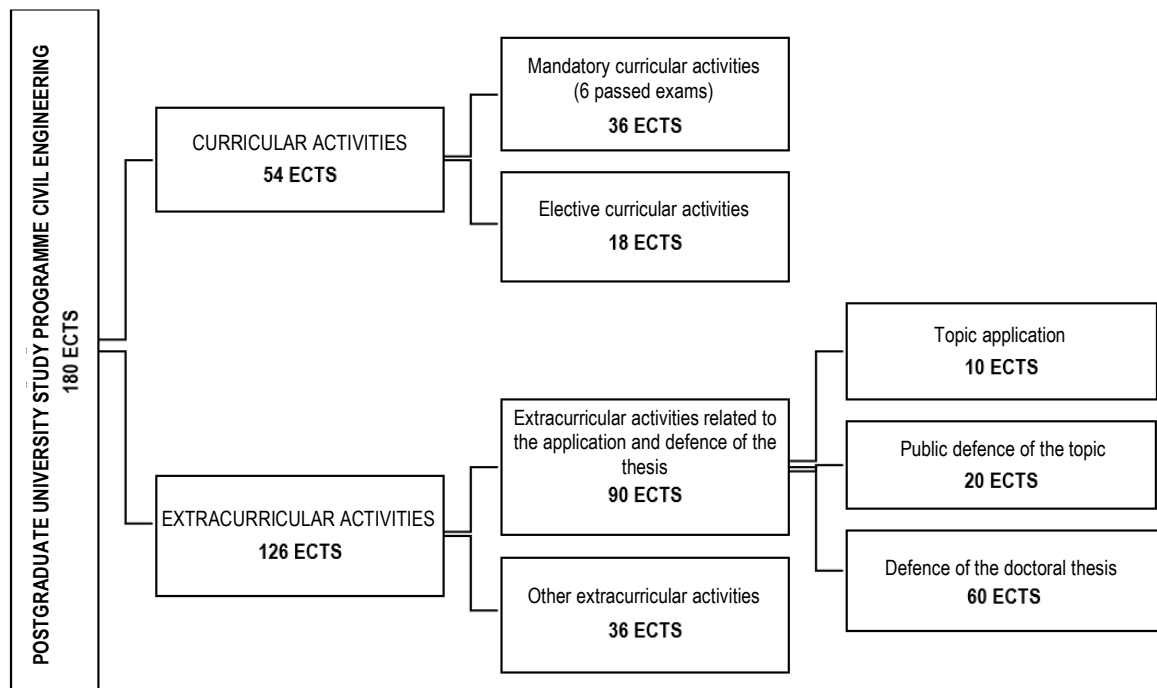 POSTGRADUATE UNIVERSITY STUDY PROGRAMME CIVIL ENGINEERING
180 ECTS
CURRICULAR ACTIVITIES
54 ECTS
Mandatory curricular activities
(6 passed exams)
36 ECTS
Elective curricular activities
18 ECTS
EXTRACURRICULAR ACTIVITIES
126 ECTS
Extracurricular activities related to
the application and defence of the
thesis
90 ECTS
Topic application
10 ECTS
Public defence of the topic
20 ECTS
Defence of the doctoral thesis
60 ECTS
Other extracurricular activities
36 ECTS